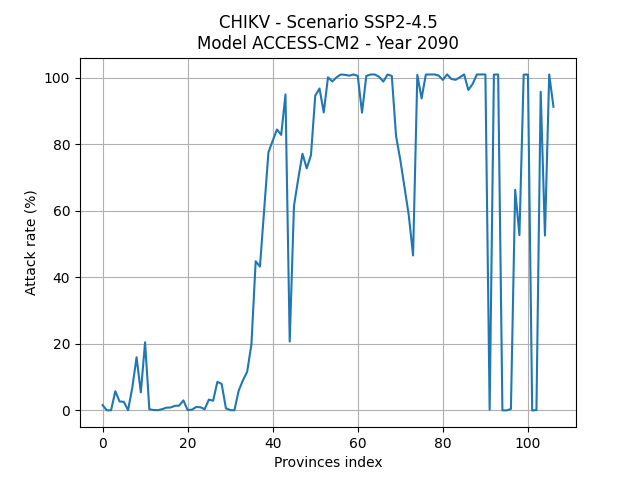 CHIKV - Scenario SSP2-4.5
Model ACCESS-CM2 - Year 2090
100
80
60
40
20
0
Attack rate (%)
0 20 40 60 80 100
Provinces index